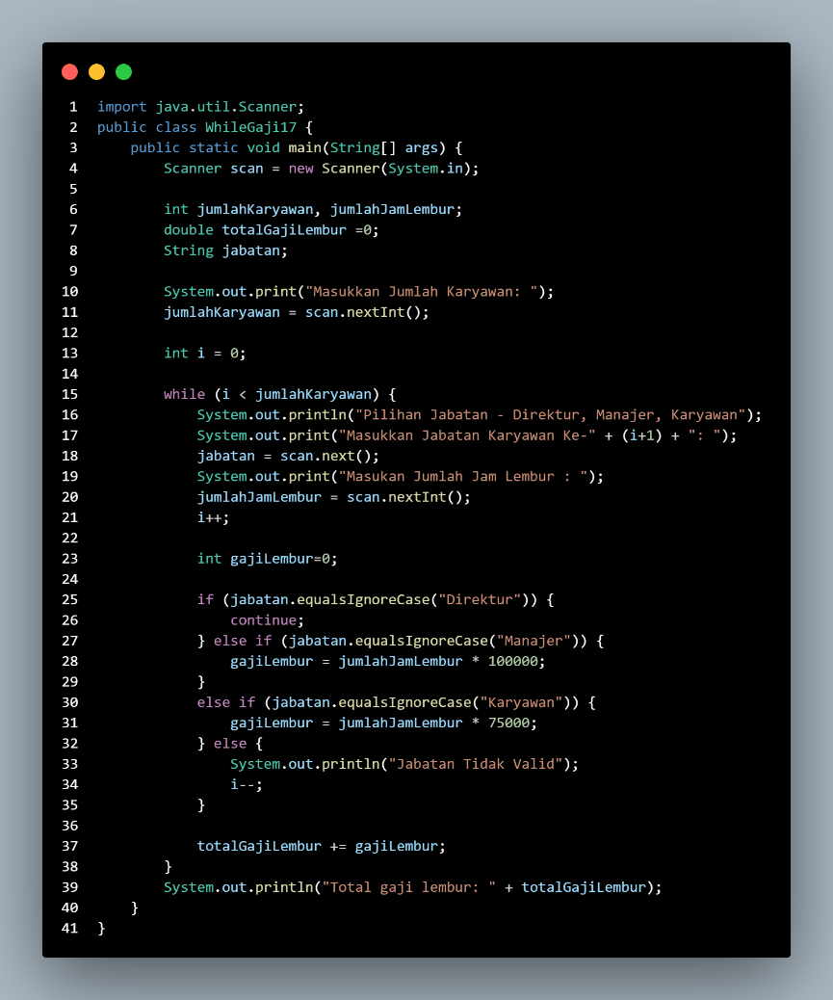 1 import java.util.Scanner;
2 public class WhileGaji17 {
3     public static void main(String[] args) {
4         Scanner scan = new Scanner(System.in);
5
6         int jumlahKaryawan, jumlahJamLembur;
7         double totalGajiLembur =0;
8         String jabatan;
9
10         System.out.print("Masukkan Jumlah Karyawan: ");
11         jumlahKaryawan = scan.nextInt();
12
13         int i = 0;
14
15         while (i < jumlahKaryawan) {
16             System.out.println("Pilihan Jabatan - Direktur, Manajer, Karyawan");
17             System.out.print("Masukkan Jabatan Karyawan Ke-" + (i+1) + ": ");
18             jabatan = scan.next();
19             System.out.print("Masukan Jumlah Jam Lembur : ");
20             jumlahJamLembur = scan.nextInt();
21             i++;
22
23             int gajiLembur=0;
24
25             if (jabatan.equalsIgnoreCase("Direktur")) {
26                 continue;
27             } else if (jabatan.equalsIgnoreCase("Manajer")) {
28                 gajiLembur = jumlahJamLembur * 100000;
29             }
30             else if (jabatan.equalsIgnoreCase("Karyawan")) {
31                 gajiLembur = jumlahJamLembur * 75000;
32             } else {
33                 System.out.println("Jabatan Tidak Valid");
34                 i--;
35             }
36
37             totalGajiLembur += gajiLembur;
38         }
39         System.out.println("Total gaji lembur: " + totalGajiLembur);
40     }
41 }